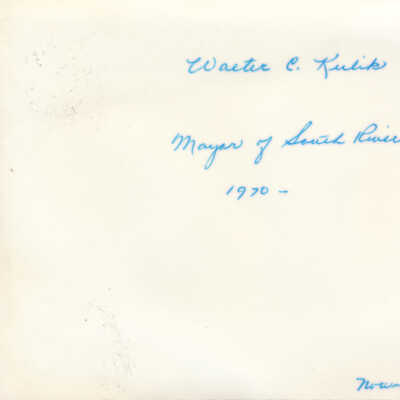 Walter C. Kulik
Mayor of South River
1970 -